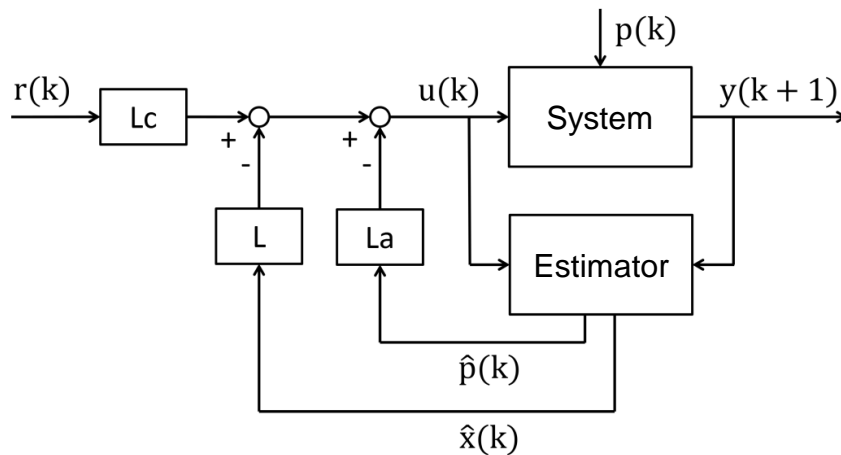 p(k)
r(k)
Lc
+
-
+
-
u(k)
System
y(k + 1)
L
La
Estimator
p̂(k)
x̂(k)